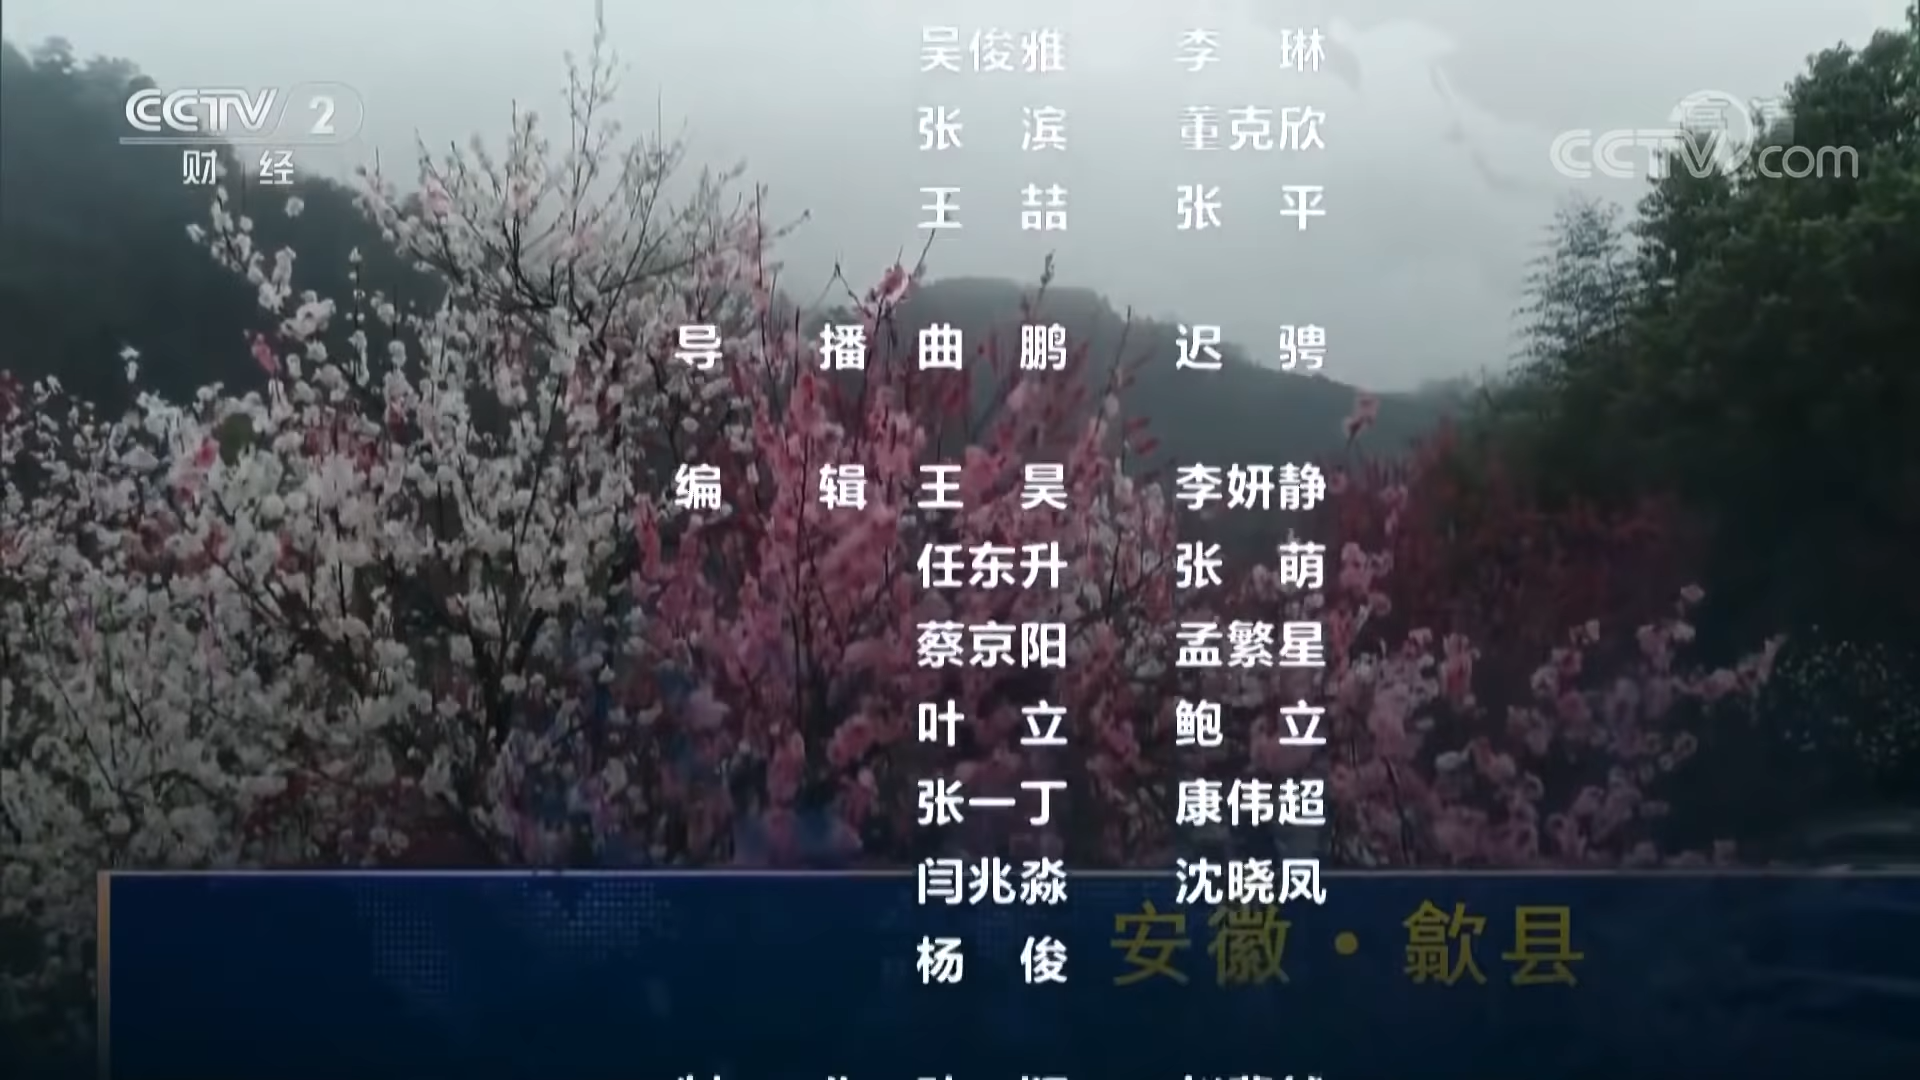 吴俊雅 李琳
CCTV 2
财经
高清
CCTV.com
张滨 董克欣
王喆 张平
导播 曲鹏 迟骋
编辑 王昊 李妍静
任东升 张萌
蔡京阳 孟繁星
叶立 鲍立
张一丁 康伟超
闫兆淼 沈晓凤
安徽·歙县
杨俊